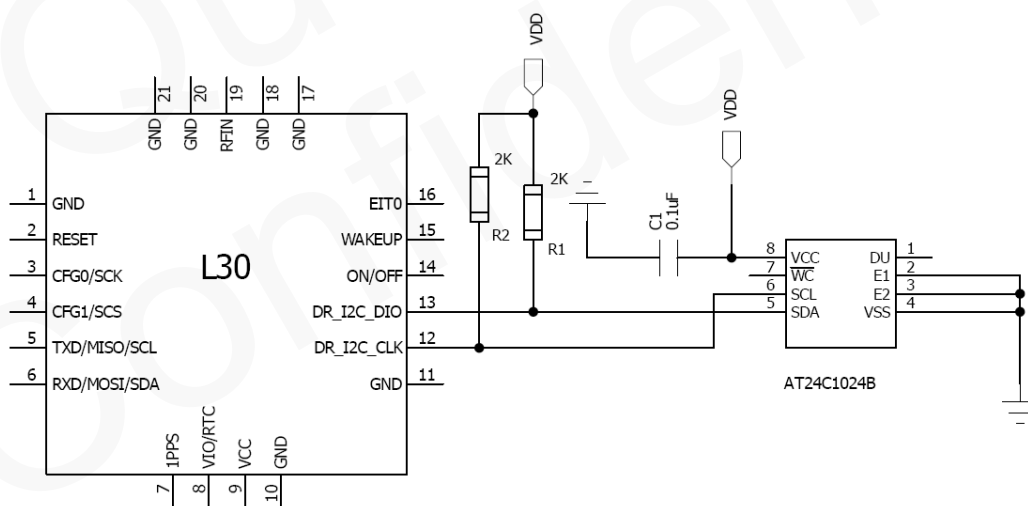 VDD
VDD
21
20
19
18
17
GND
GND
RFIN
GND
GND
2K
2K
R2
R1
C1
0.1uF
1
GND
2
RESET
3
CFG0/SCK
4
CFG1/SCS
5
TXD/MISO/SCL
6
RXD/MOSI/SDA
L30
EIT0
16
WAKEUP
15
ON/OFF
14
DR_I2C_DIO
13
DR_I2C_CLK
12
GND
11
1PPS
VIO/RTC
VCC
GND
7
8
9
10
8
VCC
7
WC
6
SCL
5
SDA
DU
1
E1
2
E2
3
VSS
4
AT24C1024B
Qu
Confiden